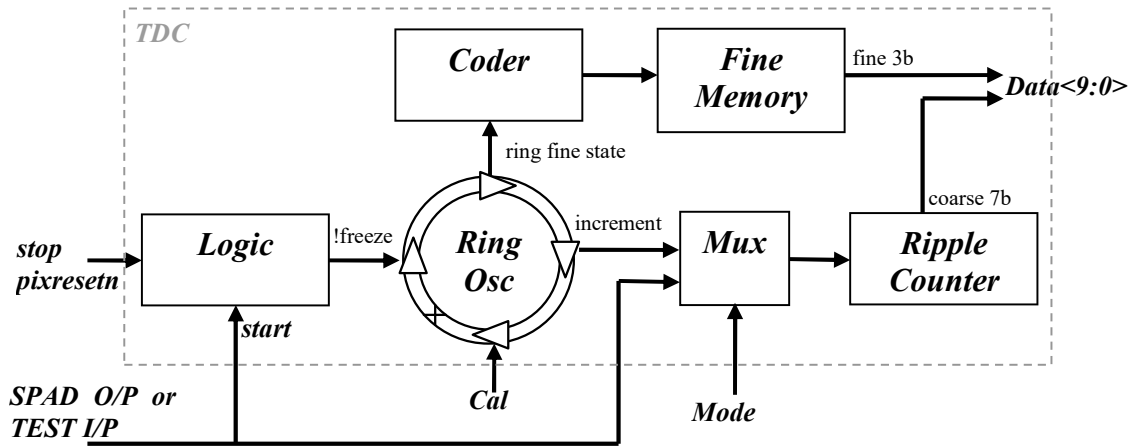 TDC
Coder
Fine
Memory
fine 3b
Data<9:0>
ring fine state
coarse 7b
stop
pixresetn
Logic
!freeze
Ring
Osc
increment
Mux
Ripple
Counter
start
Cal
Mode
SPAD O/P or
TEST I/P